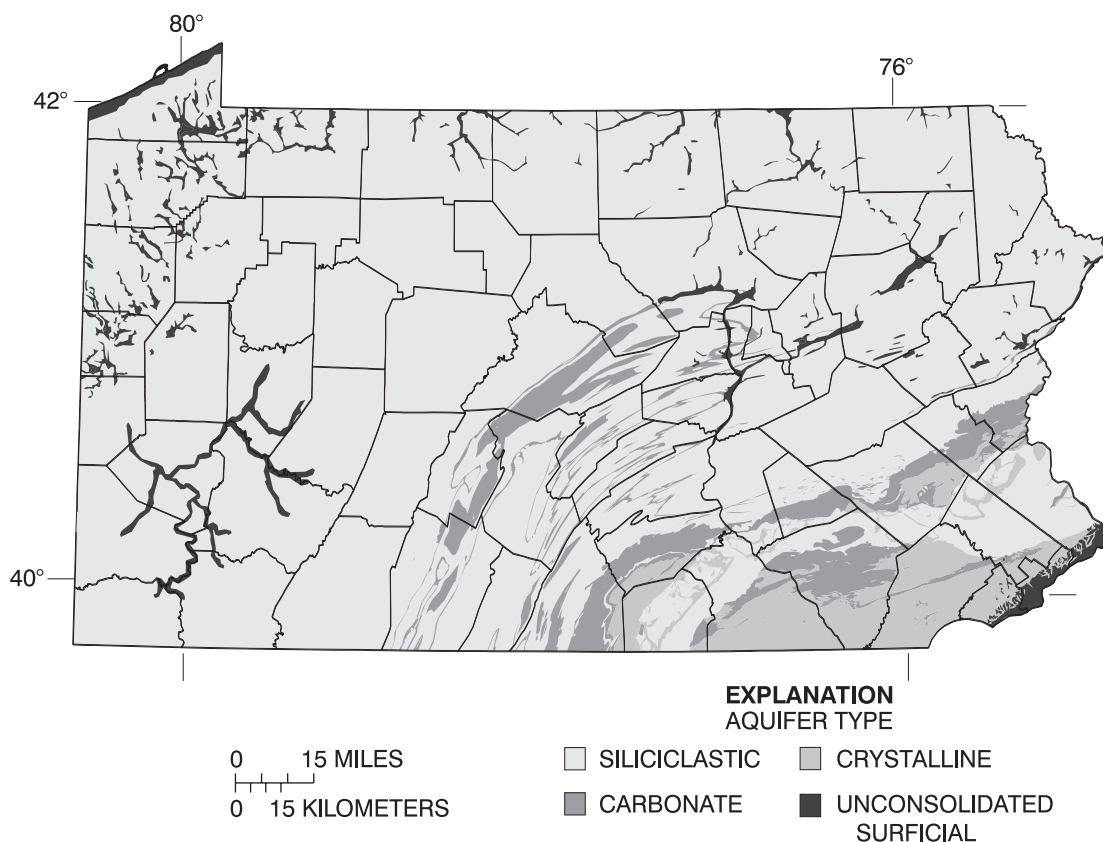 80°
76°
42°
40°
EXPLANATION
AQUIFER TYPE
0 15 MILES
0 15 KILOMETERS
SILICICLASTIC
CRYSTALLINE
CARBONATE
UNCONSOLIDATED
SURFICIAL